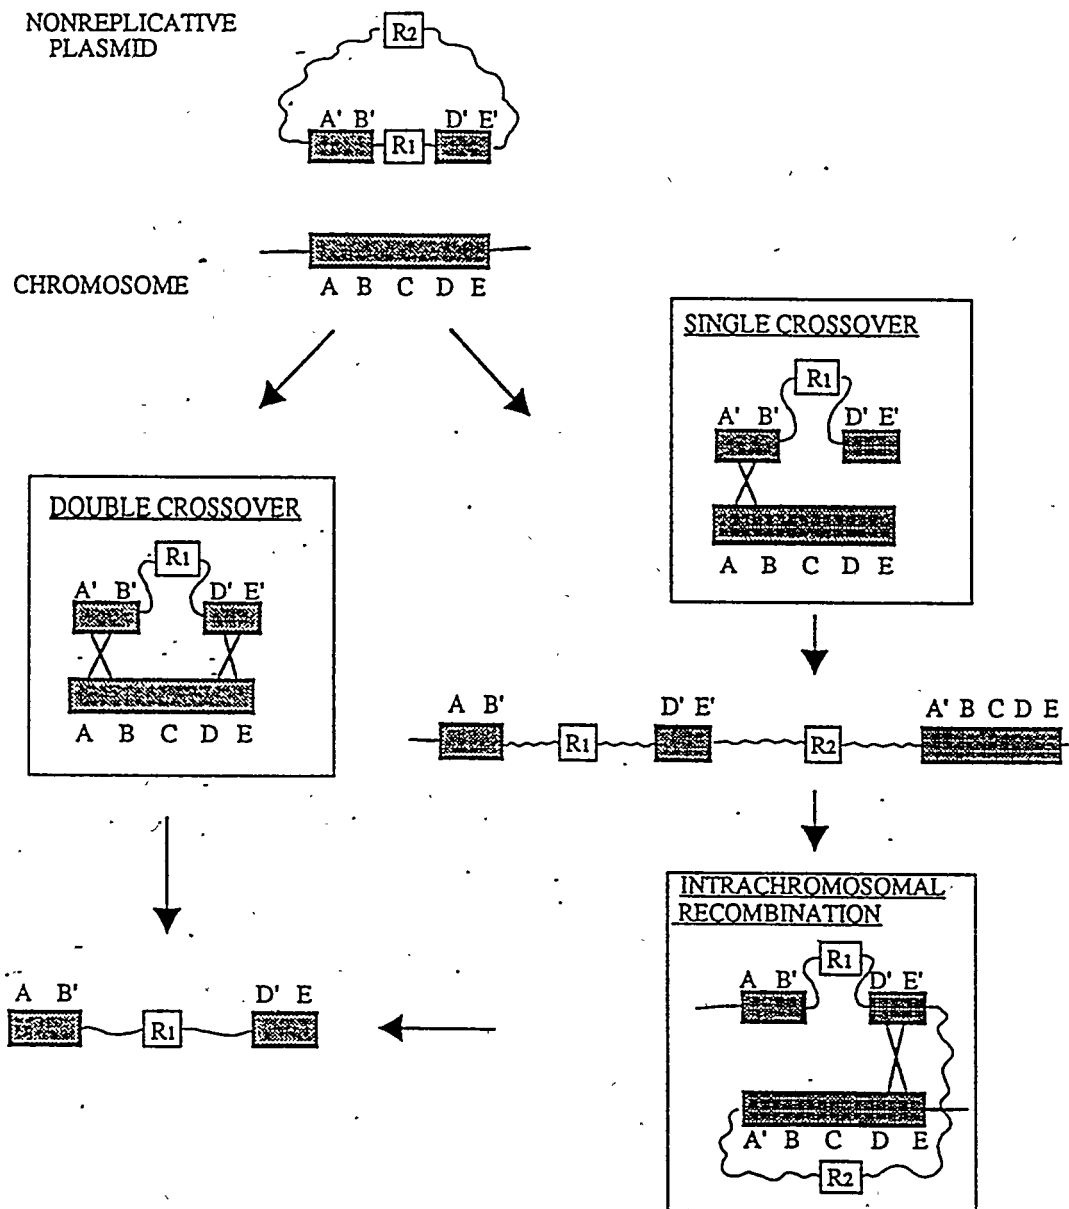 NONREPLICATIVE
PLASMID
R2
A' B' D' E'
R1
CHROMOSOME
A B C D E
SINGLE CROSSOVER
R1
A' B' D' E'
A B C D E
DOUBLE CROSSOVER
R1
A' B' D' E'
A B C D E
A B' D' E' A' B C D E
R1 R2
INTRACHROMOSOMAL
RECOMBINATION
R1
A B' D' E'
A' B C D E
R2
A B' D' E
R1